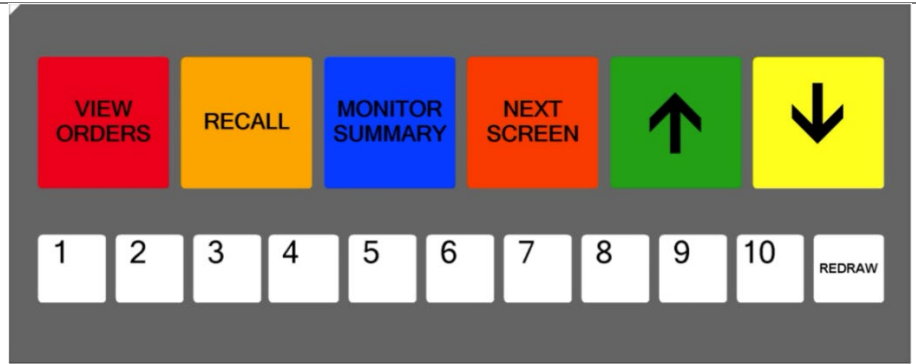 VIEW
ORDERS
RECALL
MONITOR
SUMMARY
NEXT
SCREEN
1
2
3
4
5
6
7
8
9
10
REDRAW